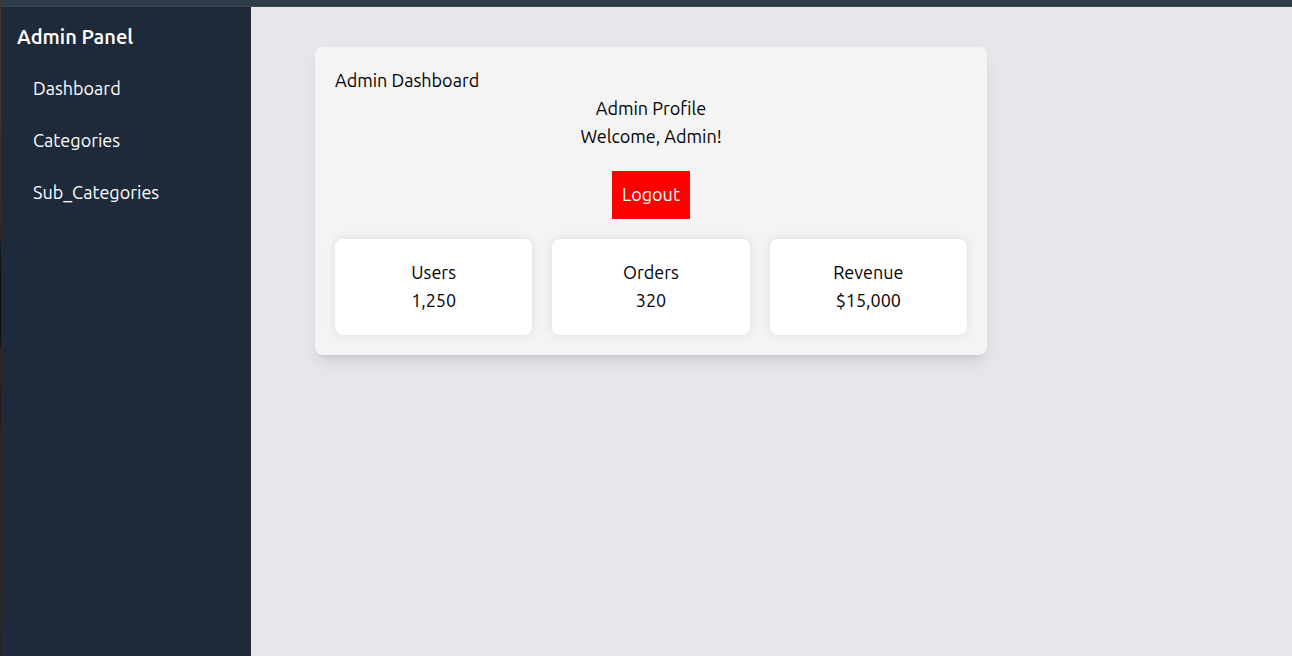 Admin Panel
Dashboard
Categories
Sub_Categories
Admin Dashboard
Admin Profile
Welcome, Admin!
Logout
Users
1,250
Orders
320
Revenue
$15,000